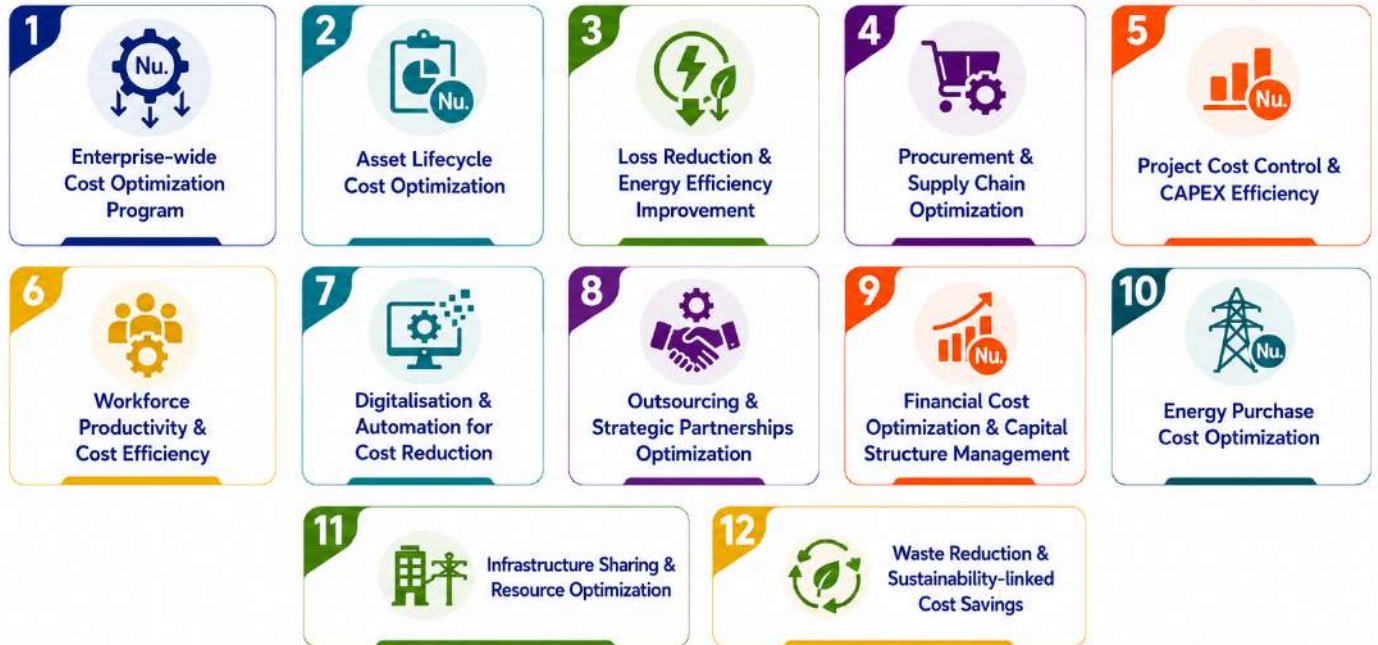 1
Nu.
Enterprise-wide
Cost Optimization
Program
2
Nu.
Asset Lifecycle
Cost Optimization
3
Loss Reduction &
Energy Efficiency
Improvement
4
Procurement &
Supply Chain
Optimization
5
Nu.
Project Cost Control &
CAPEX Efficiency
6
Workforce
Productivity &
Cost Efficiency
7
Digitalisation &
Automation for
Cost Reduction
8
Outsourcing &
Strategic Partnerships
Optimization
9
Nu.
Financial Cost
Optimization & Capital
Structure Management
10
Nu.
Energy Purchase
Cost Optimization
11
Infrastructure Sharing &
Resource Optimization
12
Waste Reduction &
Sustainability-linked
Cost Savings